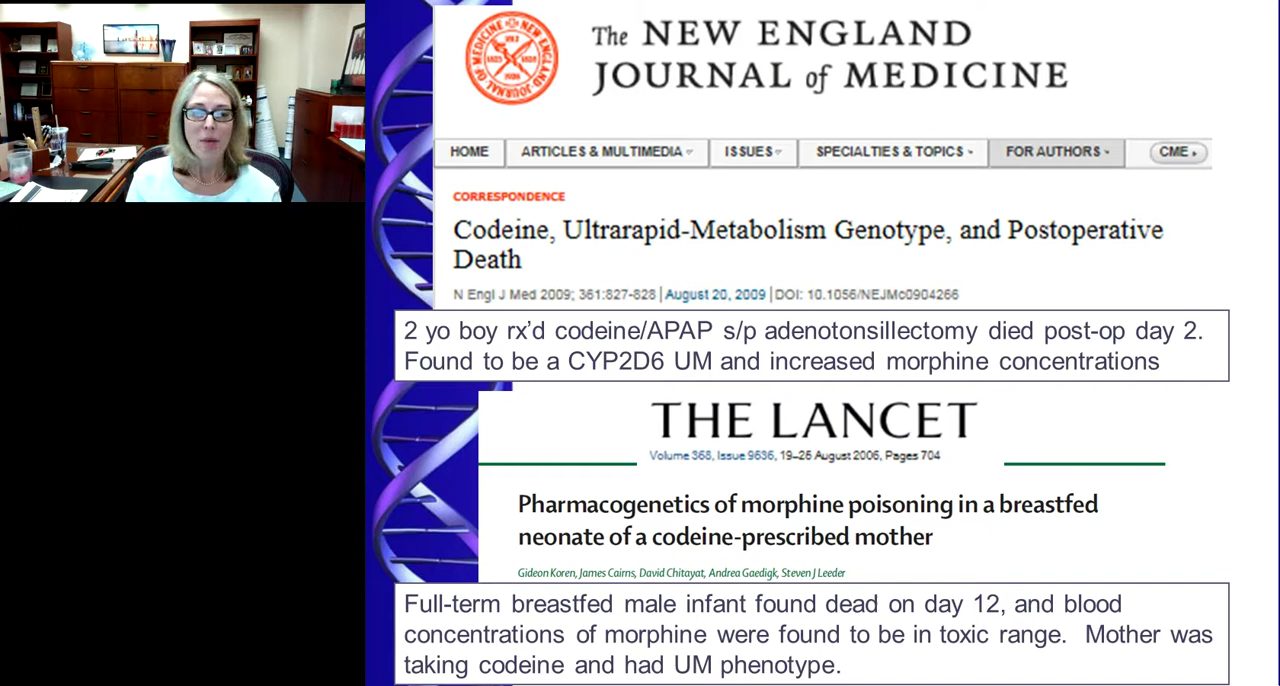 The NEW ENGLAND
JOURNAL of MEDICINE
HOME ARTICLES & MULTIMEDIA ISSUES SPECIALTIES & TOPICS FOR AUTHORS CME
CORRESPONDENCE
Codeine, Ultrarapid-Metabolism Genotype, and Postoperative
Death
N Engl J Med 2009; 361:827-828 | August 20, 2009 | DOI: 10.1056/NEJMc0904266
2 yo boy rx’d codeine/APAP s/p adenotonsillectomy died post-op day 2.
Found to be a CYP2D6 UM and increased morphine concentrations
THE LANCET
Volume 368, Issue 9536, 19–25 August 2006, Pages 704
Pharmacogenetics of morphine poisoning in a breastfed
neonate of a codeine-prescribed mother
Gideon Koren, James Cairns, David Chitayat, Andrea Gaedigk, Steven J Leeder
Full-term breastfed male infant found dead on day 12, and blood
concentrations of morphine were found to be in toxic range. Mother was
taking codeine and had UM phenotype.